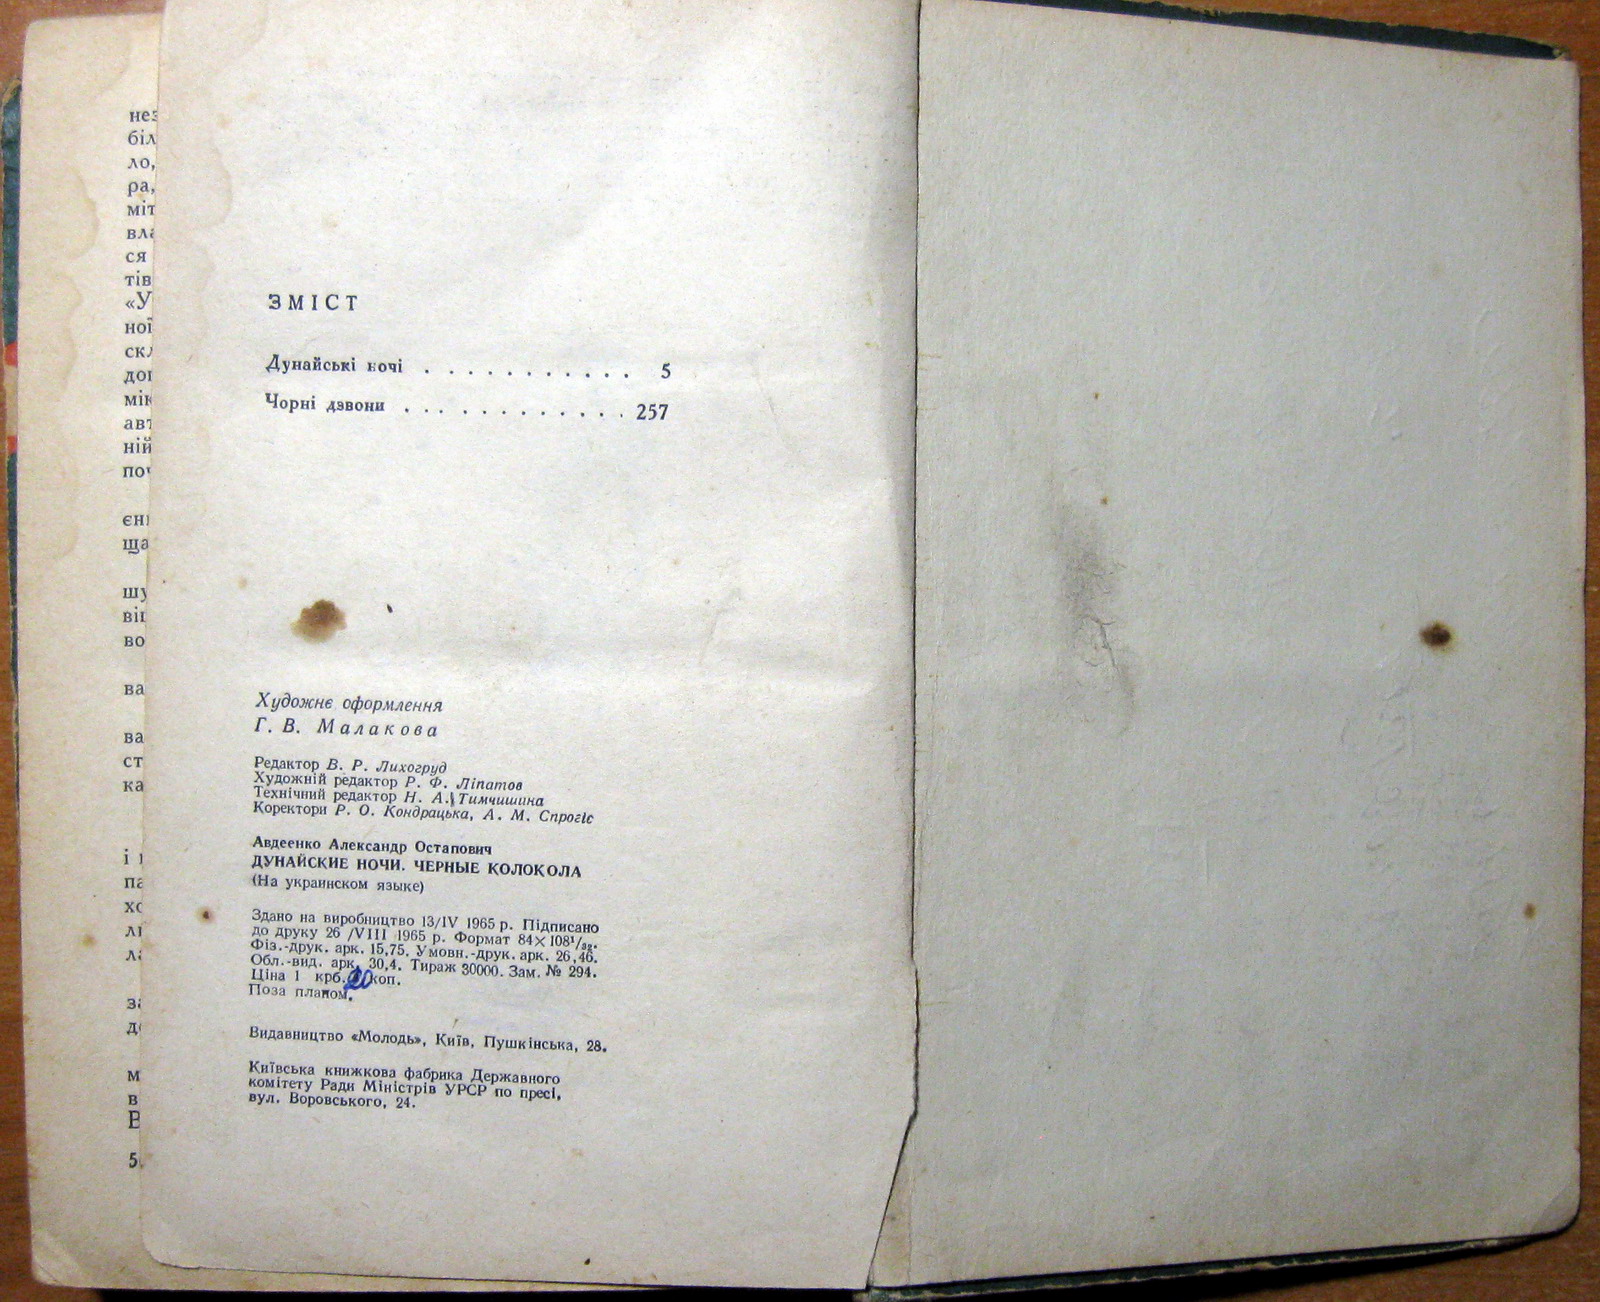 ЗМІСТ
Дунайські ночі . . . . . . . . . . . 5
Чорні дзвони . . . . . . . . . . . . 257
Художнє оформлення
Г. В. Малакова
Редактор В. Р. Лихогруд
Художній редактор Р. Ф. Ліпатов
Технічний редактор Н. А. Тимчишина
Коректори Р. О. Кондрацька, А. М. Спрогіс
Авдеенко Александр Остапович
ДУНАЙСКИЕ НОЧИ. ЧЕРНЫЕ КОЛОКОЛА
(На украинском языке)
Здано на виробництво 13/IV 1965 р. Підписано
до друку 26/VIII 1965 р. Формат 84×108¹/₃₂.
Фіз.-друк. арк. 15,75. Умовн.-друк. арк. 26,46.
Обл.-вид. арк. 30,4. Тираж 30000. Зам. № 294.
Ціна 1 крб. 20 коп.
Поза планом.
Видавництво «Молодь», Київ, Пушкінська, 28.
Київська книжкова фабрика Державного
комітету Ради Міністрів УРСР по пресі,
вул. Воровського, 24.